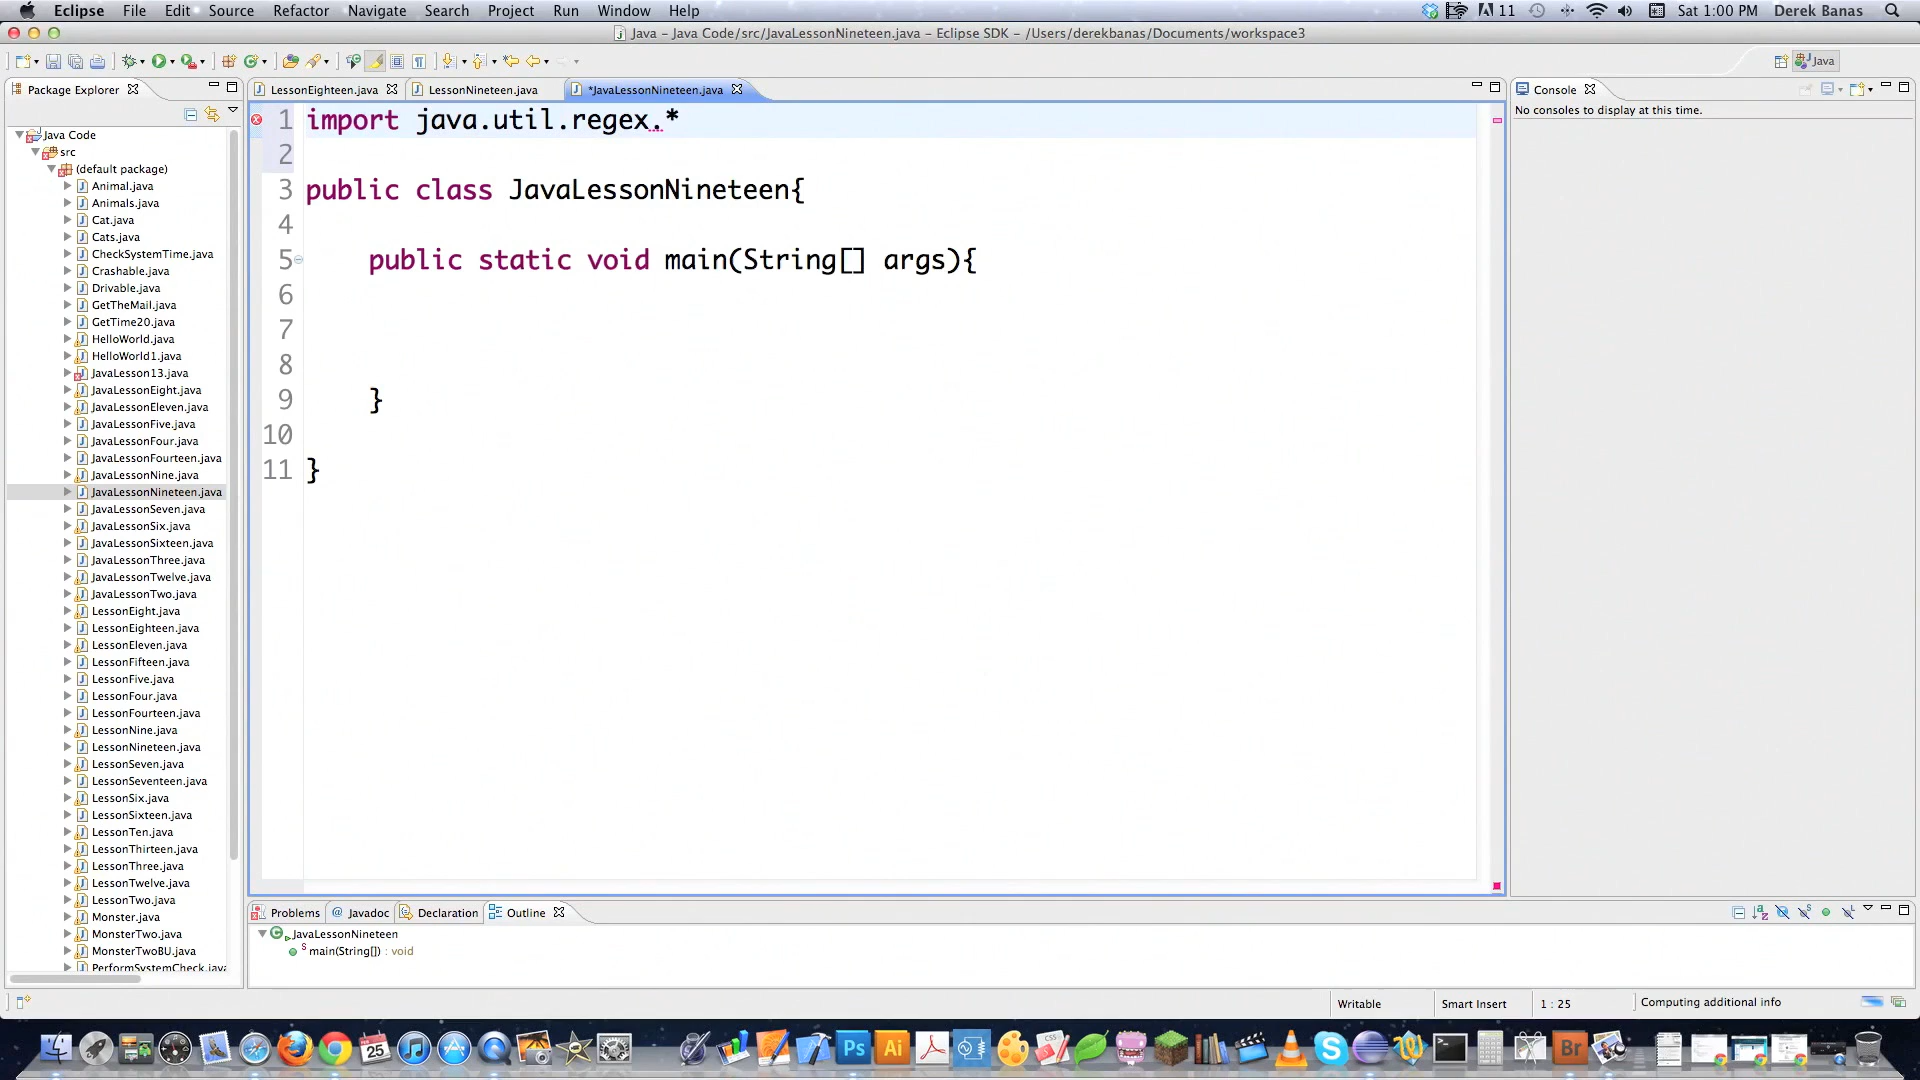 Eclipse File Edit Source Refactor Navigate Search Project Run Window Help 11 Sat 1:00 PM Derek Banas
Java – Java Code/src/JavaLessonNineteen.java – Eclipse SDK – /Users/derekbanas/Documents/workspace3
Java
Package Explorer
LessonEighteen.java LessonNineteen.java *JavaLessonNineteen.java
Console
No consoles to display at this time.
Java Code
src
(default package)
Animal.java
Animals.java
Cat.java
Cats.java
CheckSystemTime.java
Crashable.java
Drivable.java
GetTheMail.java
GetTime20.java
HelloWorld.java
HelloWorld1.java
JavaLesson13.java
JavaLessonEight.java
JavaLessonEleven.java
JavaLessonFive.java
JavaLessonFour.java
JavaLessonFourteen.java
JavaLessonNine.java
JavaLessonNineteen.java
JavaLessonSeven.java
JavaLessonSix.java
JavaLessonSixteen.java
JavaLessonThree.java
JavaLessonTwelve.java
JavaLessonTwo.java
LessonEight.java
LessonEighteen.java
LessonEleven.java
LessonFifteen.java
LessonFive.java
LessonFour.java
LessonFourteen.java
LessonNine.java
LessonNineteen.java
LessonSeven.java
LessonSeventeen.java
LessonSix.java
LessonSixteen.java
LessonTen.java
LessonThirteen.java
LessonThree.java
LessonTwelve.java
LessonTwo.java
Monster.java
MonsterTwo.java
MonsterTwoBU.java
PerformSystemCheck.java
1 import java.util.regex.*
2
3 public class JavaLessonNineteen{
4
5 public static void main(String[] args){
6
7
8
9 }
10
11 }
Problems @ Javadoc Declaration Outline
JavaLessonNineteen
main(String[]) : void
Writable Smart Insert 1 : 25 Computing additional info
25 Ps Ai Br